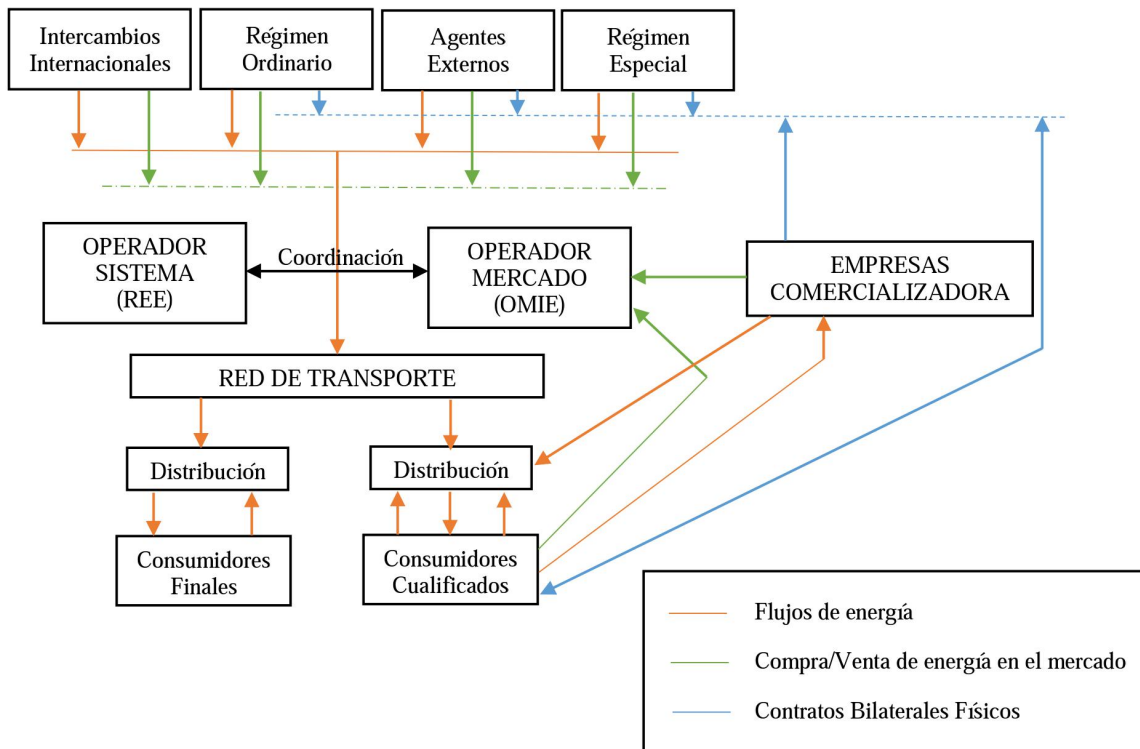 Intercambios
Internacionales
Régimen
Ordinario
Agentes
Externos
Régimen
Especial
OPERADOR
SISTEMA
(REE)
Coordinación
OPERADOR
MERCADO
(OMIE)
EMPRESAS
COMERCIALIZADORA
RED DE TRANSPORTE
Distribución
Distribución
Consumidores
Finales
Consumidores
Cualificados
Flujos de energía
Compra/Venta de energía en el mercado
Contratos Bilaterales Físicos